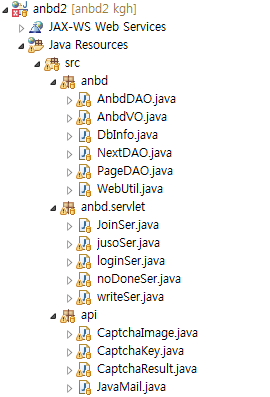 anbd2 [anbd2 kgh]
JAX-WS Web Services
Java Resources
src
anbd
AnbdDAO.java
AnbdVO.java
DbInfo.java
NextDAO.java
PageDAO.java
WebUtil.java
anbd.servlet
JoinSer.java
jusoSer.java
loginSer.java
noDoneSer.java
writeSer.java
api
CaptchaImage.java
CaptchaKey.java
CaptchaResult.java
JavaMail.java